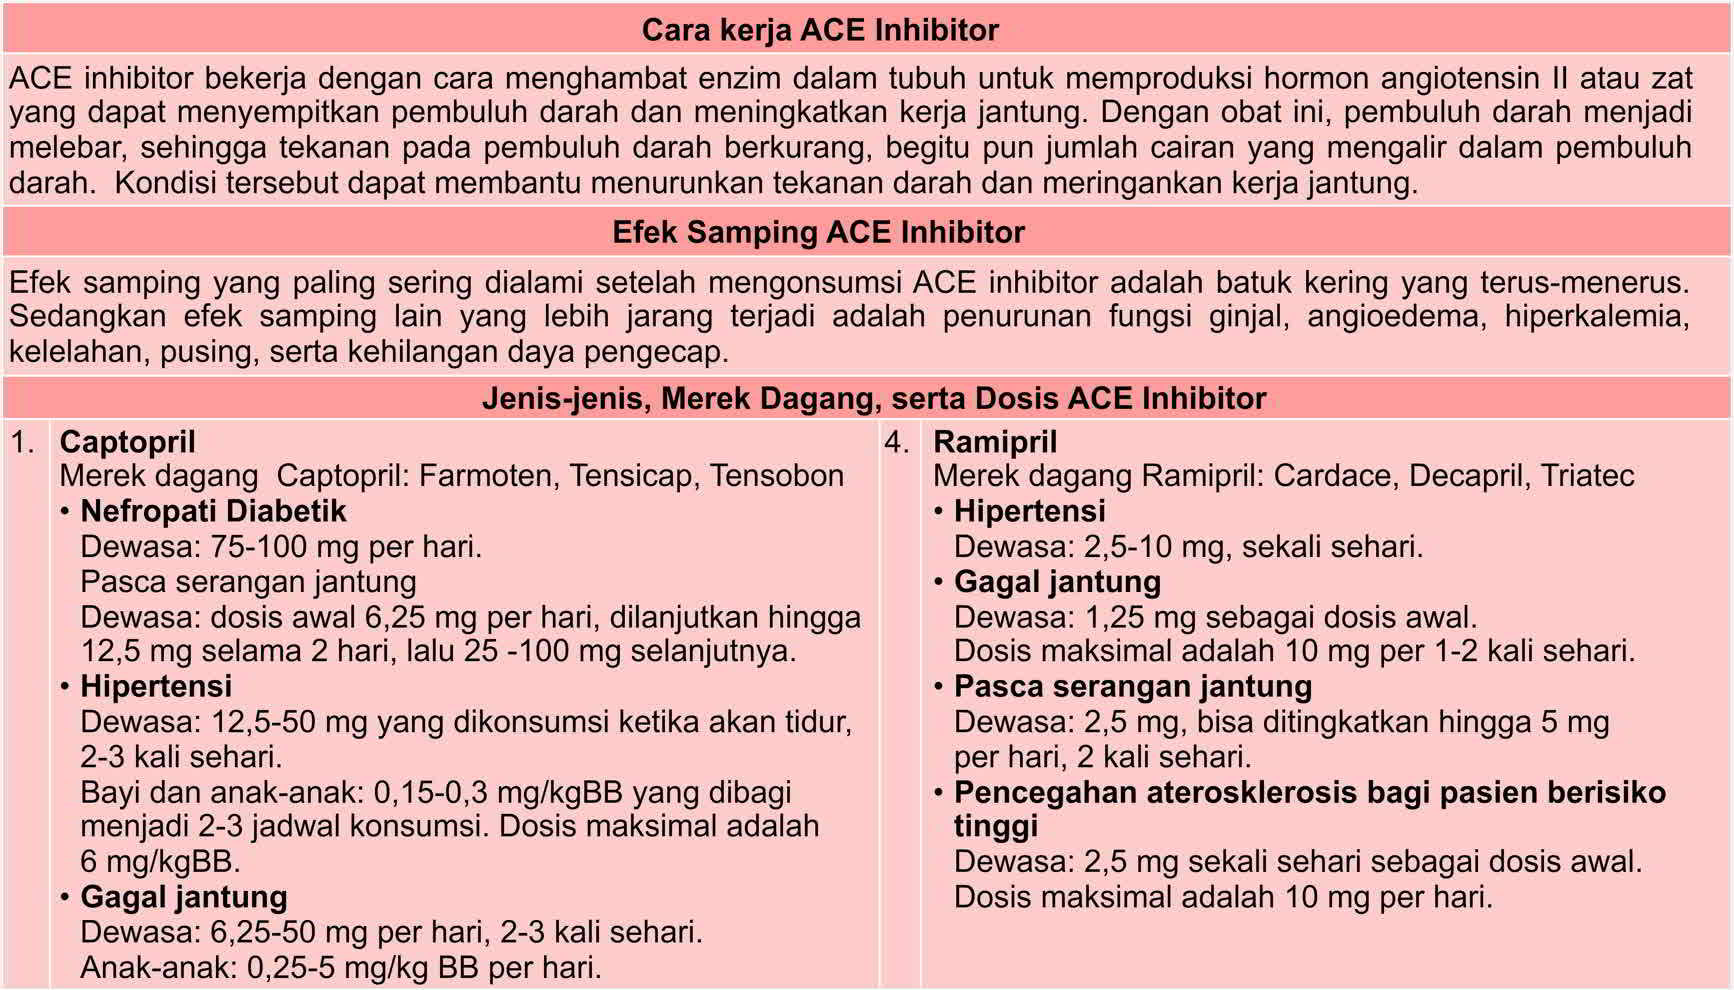 Cara kerja ACE Inhibitor
ACE inhibitor bekerja dengan cara menghambat enzim dalam tubuh untuk memproduksi hormon angiotensin II atau zat
yang dapat menyempitkan pembuluh darah dan meningkatkan kerja jantung. Dengan obat ini, pembuluh darah menjadi
melebar, sehingga tekanan pada pembuluh darah berkurang, begitu pun jumlah cairan yang mengalir dalam pembuluh
darah. Kondisi tersebut dapat membantu menurunkan tekanan darah dan meringankan kerja jantung.
Efek Samping ACE Inhibitor
Efek samping yang paling sering dialami setelah mengonsumsi ACE inhibitor adalah batuk kering yang terus-menerus.
Sedangkan efek samping lain yang lebih jarang terjadi adalah penurunan fungsi ginjal, angioedema, hiperkalemia,
kelelahan, pusing, serta kehilangan daya pengecap.
Jenis-jenis, Merek Dagang, serta Dosis ACE Inhibitor
1. Captopril
Merek dagang Captopril: Farmoten, Tensicap, Tensobon
• Nefropati Diabetik
Dewasa: 75-100 mg per hari.
Pasca serangan jantung
Dewasa: dosis awal 6,25 mg per hari, dilanjutkan hingga
12,5 mg selama 2 hari, lalu 25 -100 mg selanjutnya.
• Hipertensi
Dewasa: 12,5-50 mg yang dikonsumsi ketika akan tidur,
2-3 kali sehari.
Bayi dan anak-anak: 0,15-0,3 mg/kgBB yang dibagi
menjadi 2-3 jadwal konsumsi. Dosis maksimal adalah
6 mg/kgBB.
• Gagal jantung
Dewasa: 6,25-50 mg per hari, 2-3 kali sehari.
Anak-anak: 0,25-5 mg/kg BB per hari.
4. Ramipril
Merek dagang Ramipril: Cardace, Decapril, Triatec
• Hipertensi
Dewasa: 2,5-10 mg, sekali sehari.
• Gagal jantung
Dewasa: 1,25 mg sebagai dosis awal.
Dosis maksimal adalah 10 mg per 1-2 kali sehari.
• Pasca serangan jantung
Dewasa: 2,5 mg, bisa ditingkatkan hingga 5 mg
per hari, 2 kali sehari.
• Pencegahan aterosklerosis bagi pasien berisiko
tinggi
Dewasa: 2,5 mg sekali sehari sebagai dosis awal.
Dosis maksimal adalah 10 mg per hari.